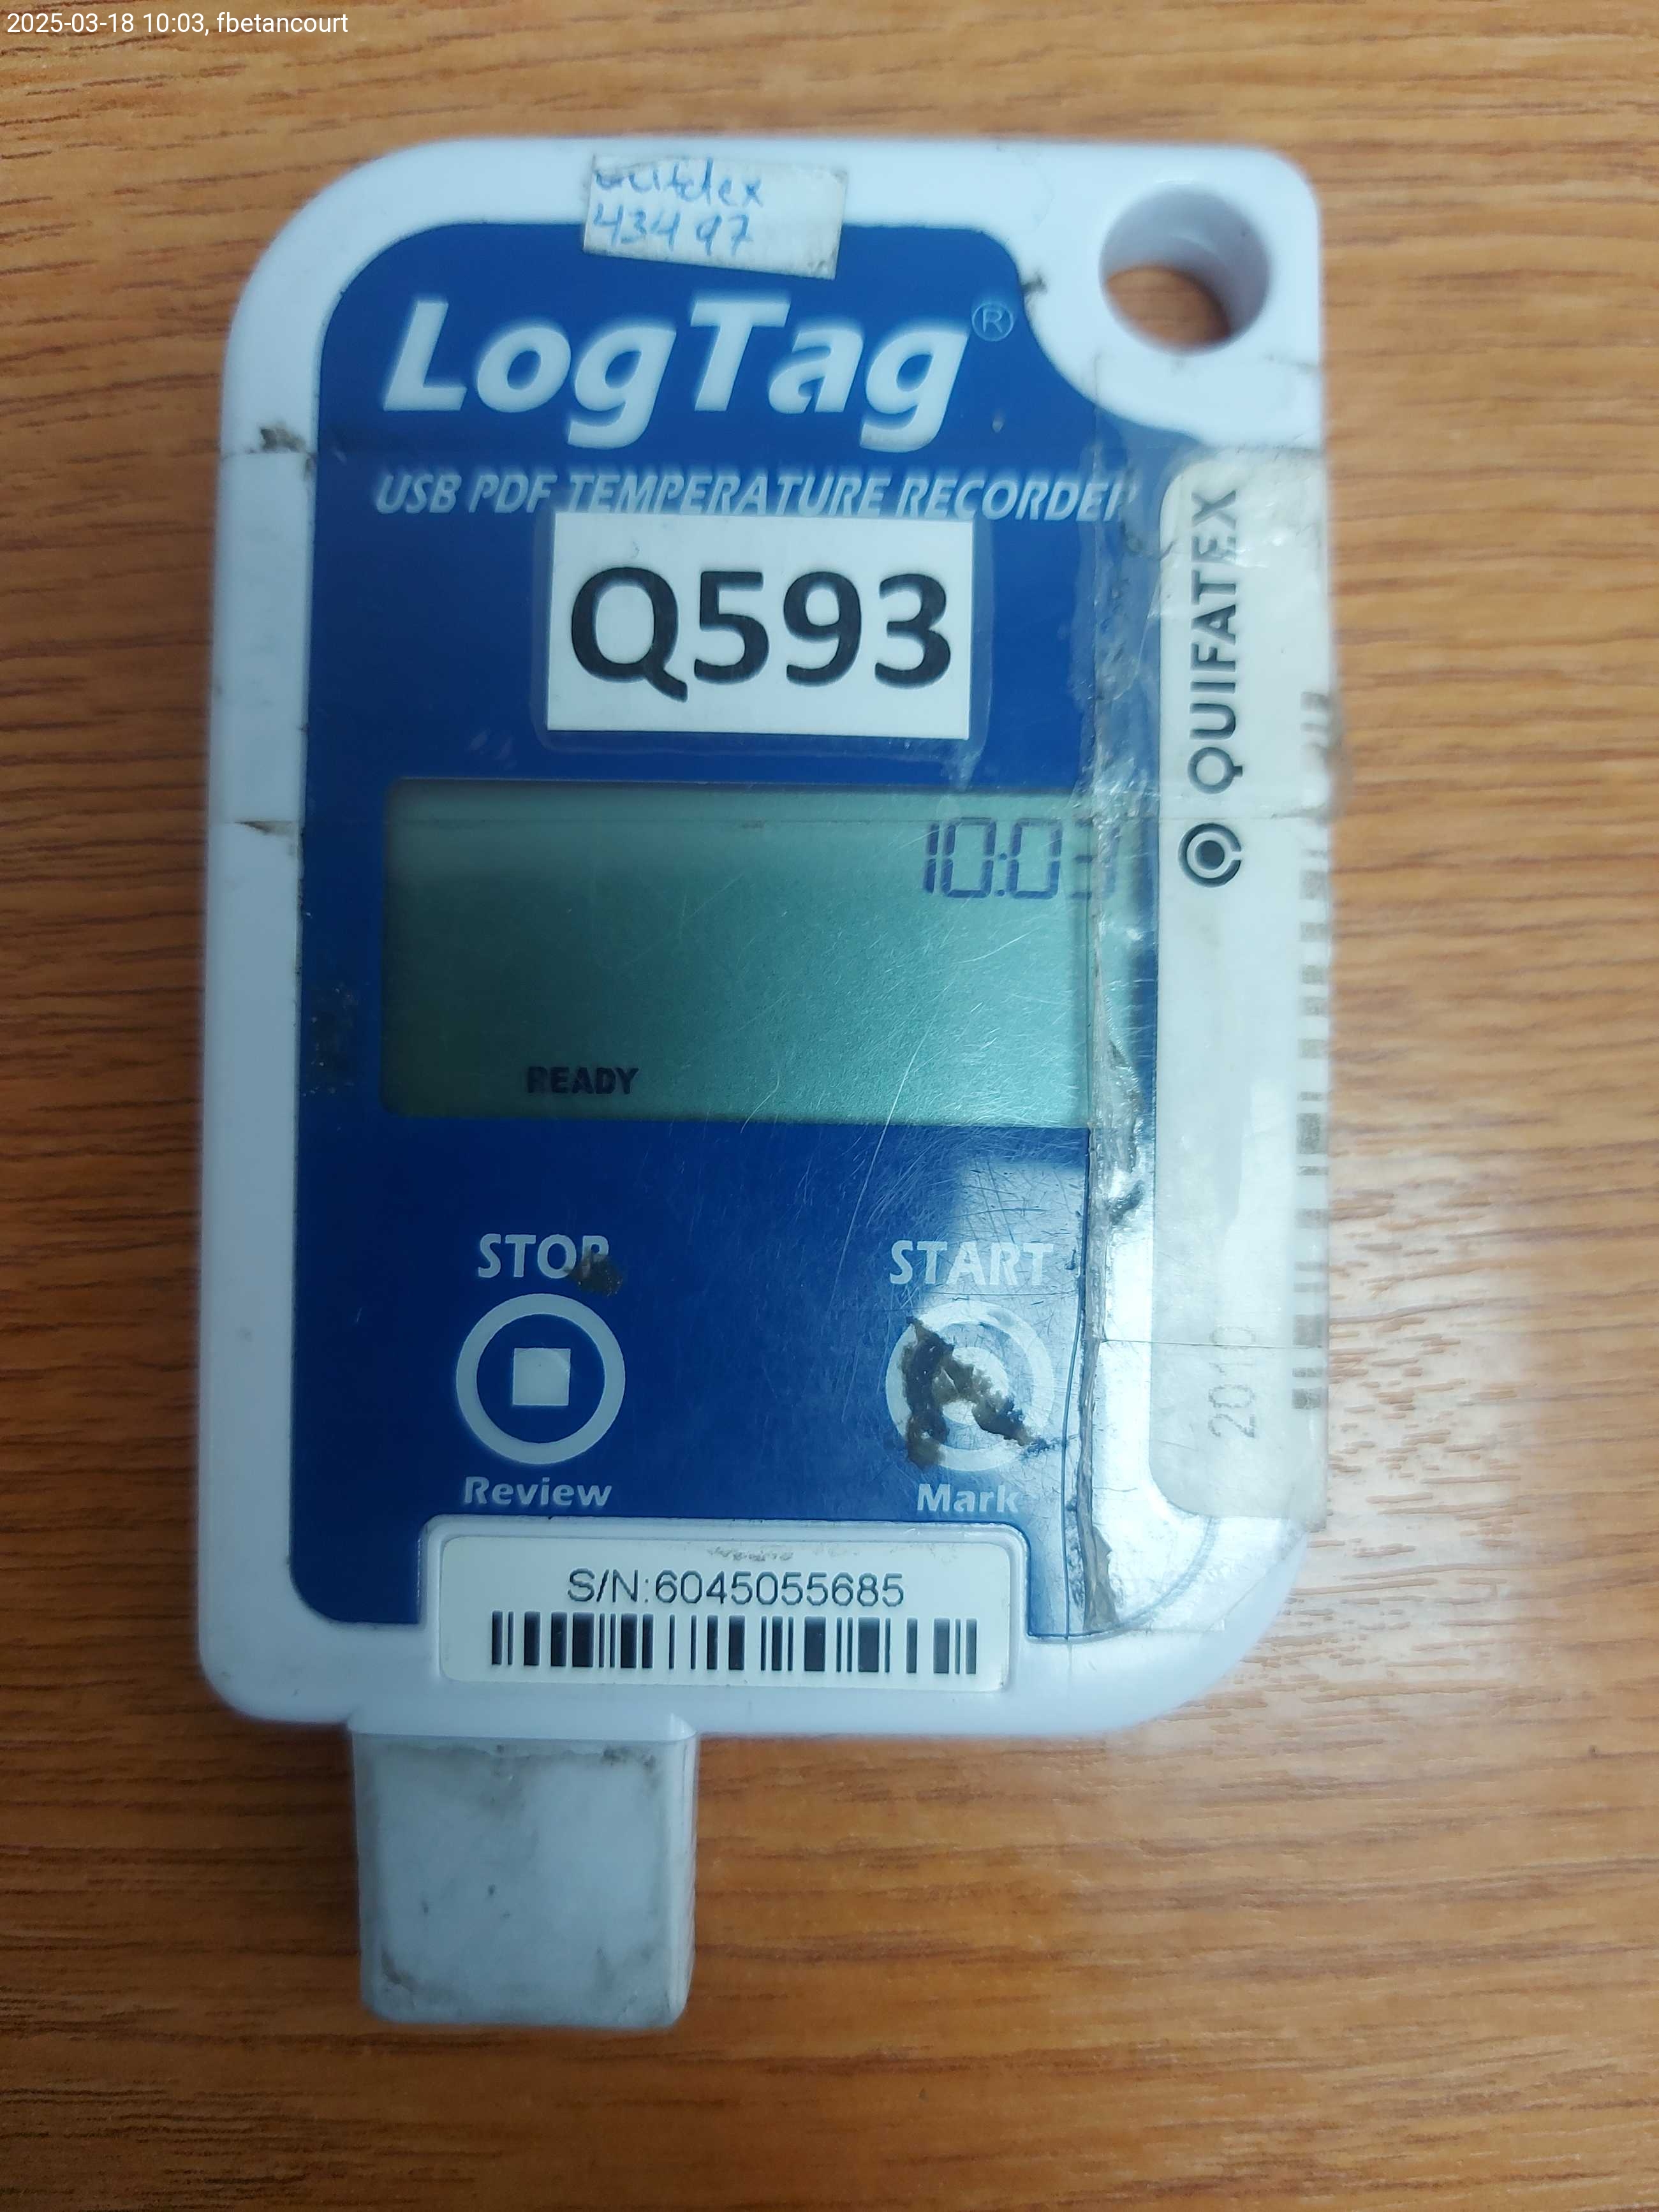 2025-03-18 10:03, fbetancourt
43497
LogTag®
USB PDF TEMPERATURE RECORDER
Q593
QUIFATEX
10:03
READY
STOP
START
Review
Mark
S/N:6045055685